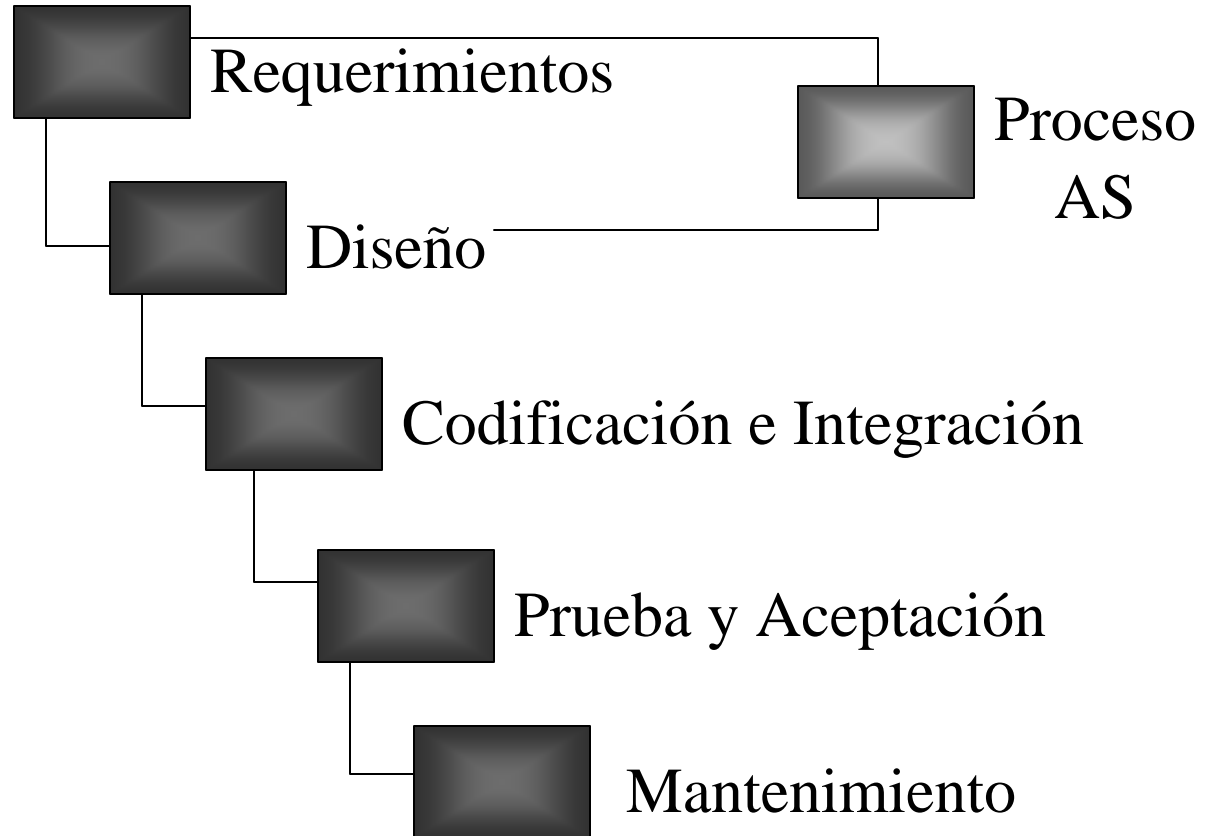 Requerimientos
Proceso
AS
Diseño
Codificación e Integración
Prueba y Aceptación
Mantenimiento